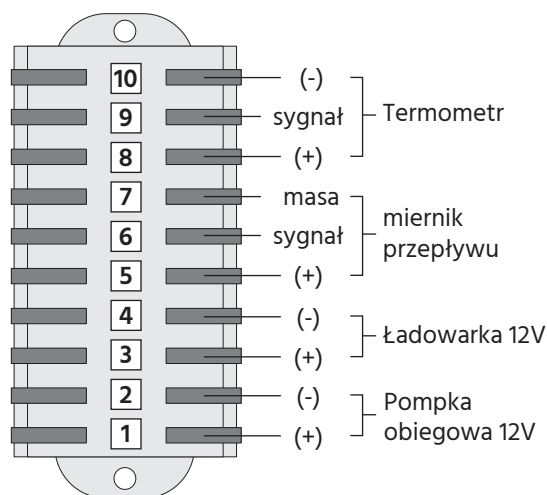 10 (-)
9 sygnał
8 (+)
Termometr
7 masa
6 sygnał
5 (+)
miernik
przepływu
4 (-)
3 (+)
Ładowarka 12V
2 (-)
1 (+)
Pompka
obiegowa 12V